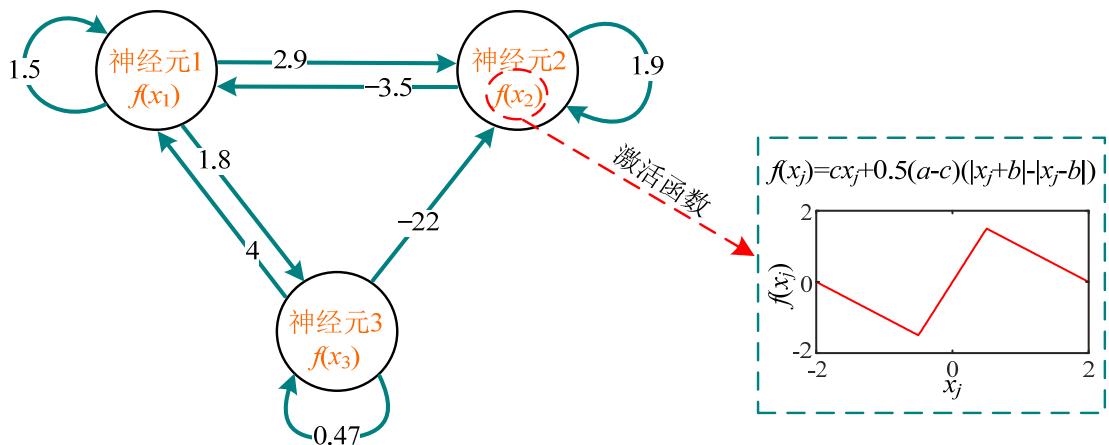 神经元1
f(x₁)
神经元2
f(x₂)
神经元3
f(x₃)
1.5
2.9
−3.5
1.9
1.8
4
−22
0.47
激活函数
f(xⱼ)=cxⱼ+0.5(a-c)(|xⱼ+b|-|xⱼ-b|)
f(xⱼ)
2
0
-2
-2
0
2
xⱼ